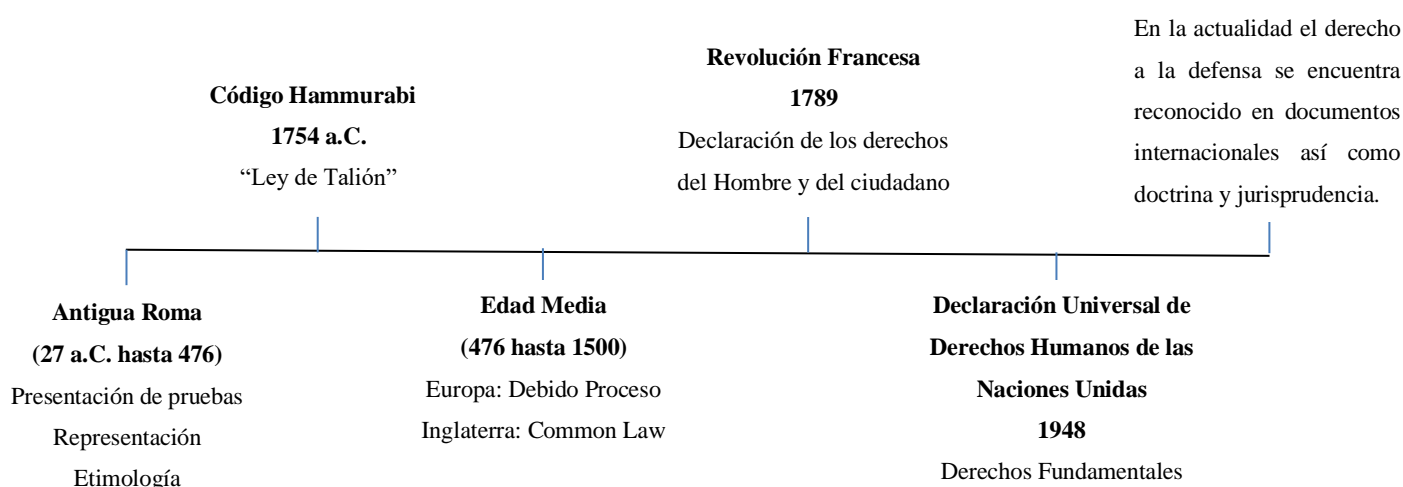 Código Hammurabi
1754 a.C.
“Ley de Talión”
Revolución Francesa
1789
Declaración de los derechos
del Hombre y del ciudadano
En la actualidad el derecho
a la defensa se encuentra
reconocido en documentos
internacionales así como
doctrina y jurisprudencia.
Antigua Roma
(27 a.C. hasta 476)
Presentación de pruebas
Representación
Etimología
Edad Media
(476 hasta 1500)
Europa: Debido Proceso
Inglaterra: Common Law
Declaración Universal de
Derechos Humanos de las
Naciones Unidas
1948
Derechos Fundamentales